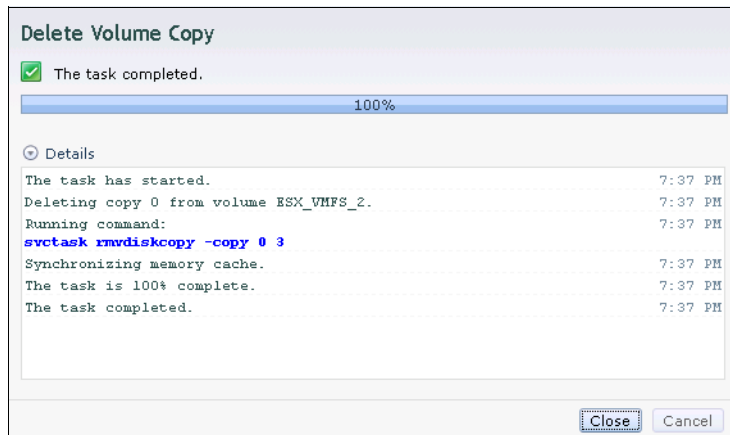 Delete Volume Copy
The task completed.
100%
Details
The task has started. 7:37 PM
Deleting copy 0 from volume ESX_VMFS_2. 7:37 PM
Running command: 7:37 PM
svctask rmvdiskcopy -copy 0 3
Synchronizing memory cache. 7:37 PM
The task is 100% complete. 7:37 PM
The task completed. 7:37 PM
Close Cancel